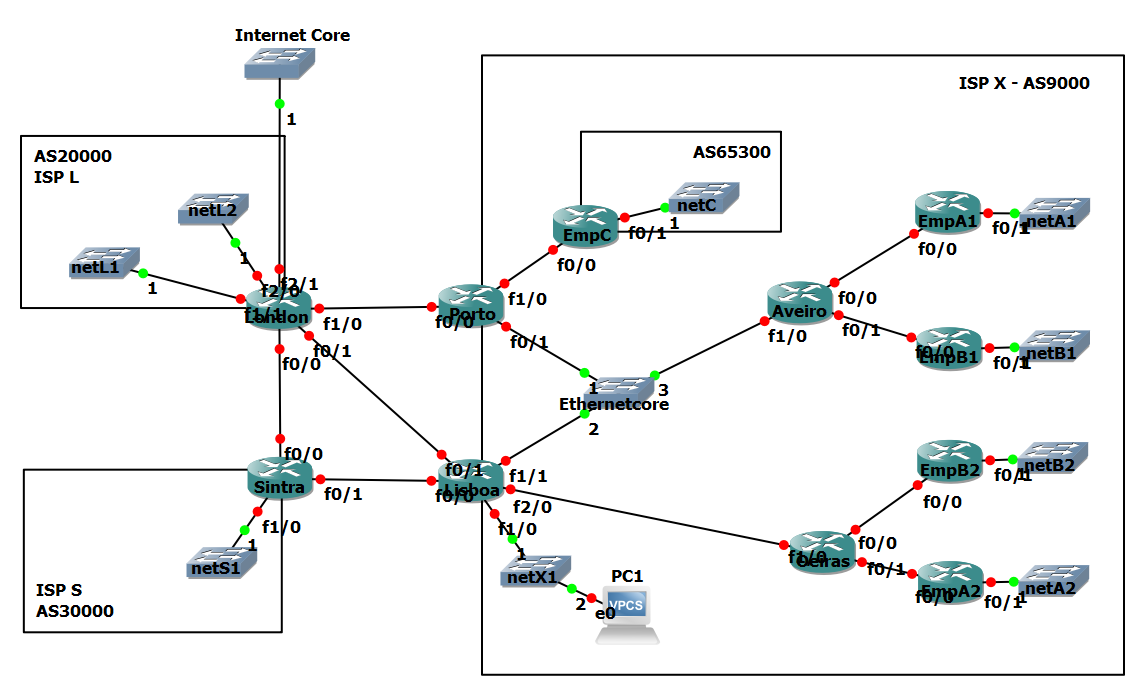 Internet Core
1
ISP X - AS9000
AS20000
ISP L
AS65300
netL2
1
netC
1
f0/1
EmpC
f0/0
EmpA1
f0/0
f0/1
1
netA1
netL1
1
f2/1
f2/0
f1/1
London
f1/0
f0/1
f0/0
f1/0
Porto
f0/0
f0/1
Aveiro
f0/0
f0/1
f1/0
f0/0
EmpB1
f0/1
1
netB1
1
Ethernetcore
3
2
f0/0
Sintra
f0/1
f1/0
1
netS1
f0/1
f0/0
Lisboa
f1/1
f2/0
f1/0
1
netX1
2
PC1
VPCS
e0
EmpB2
f0/0
f0/1
1
netB2
f1/0
Oeiras
f0/0
f0/1
f0/0
EmpA2
f0/1
1
netA2
ISP S
AS30000